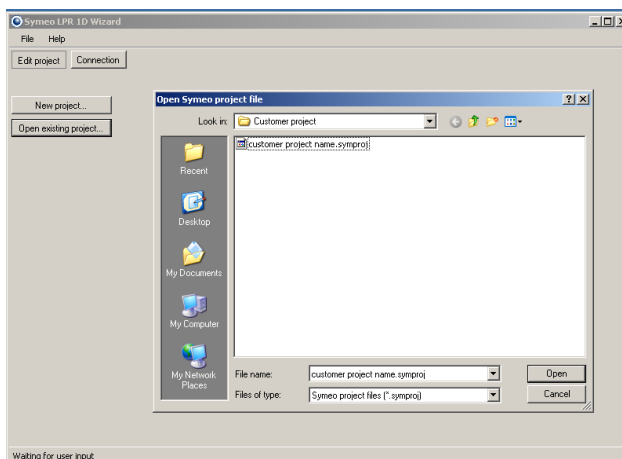 Symeo LPR 1D Wizard
File Help
Edit project Connection
New project...
Open existing project...
Open Symeo project file
Look in: Customer project
customer project name.symproj
Recent
Desktop
My Documents
My Computer
My Network
Places
File name: customer project name.symproj Open
Files of type: Symeo project files (*.symproj) Cancel
Waiting for user input